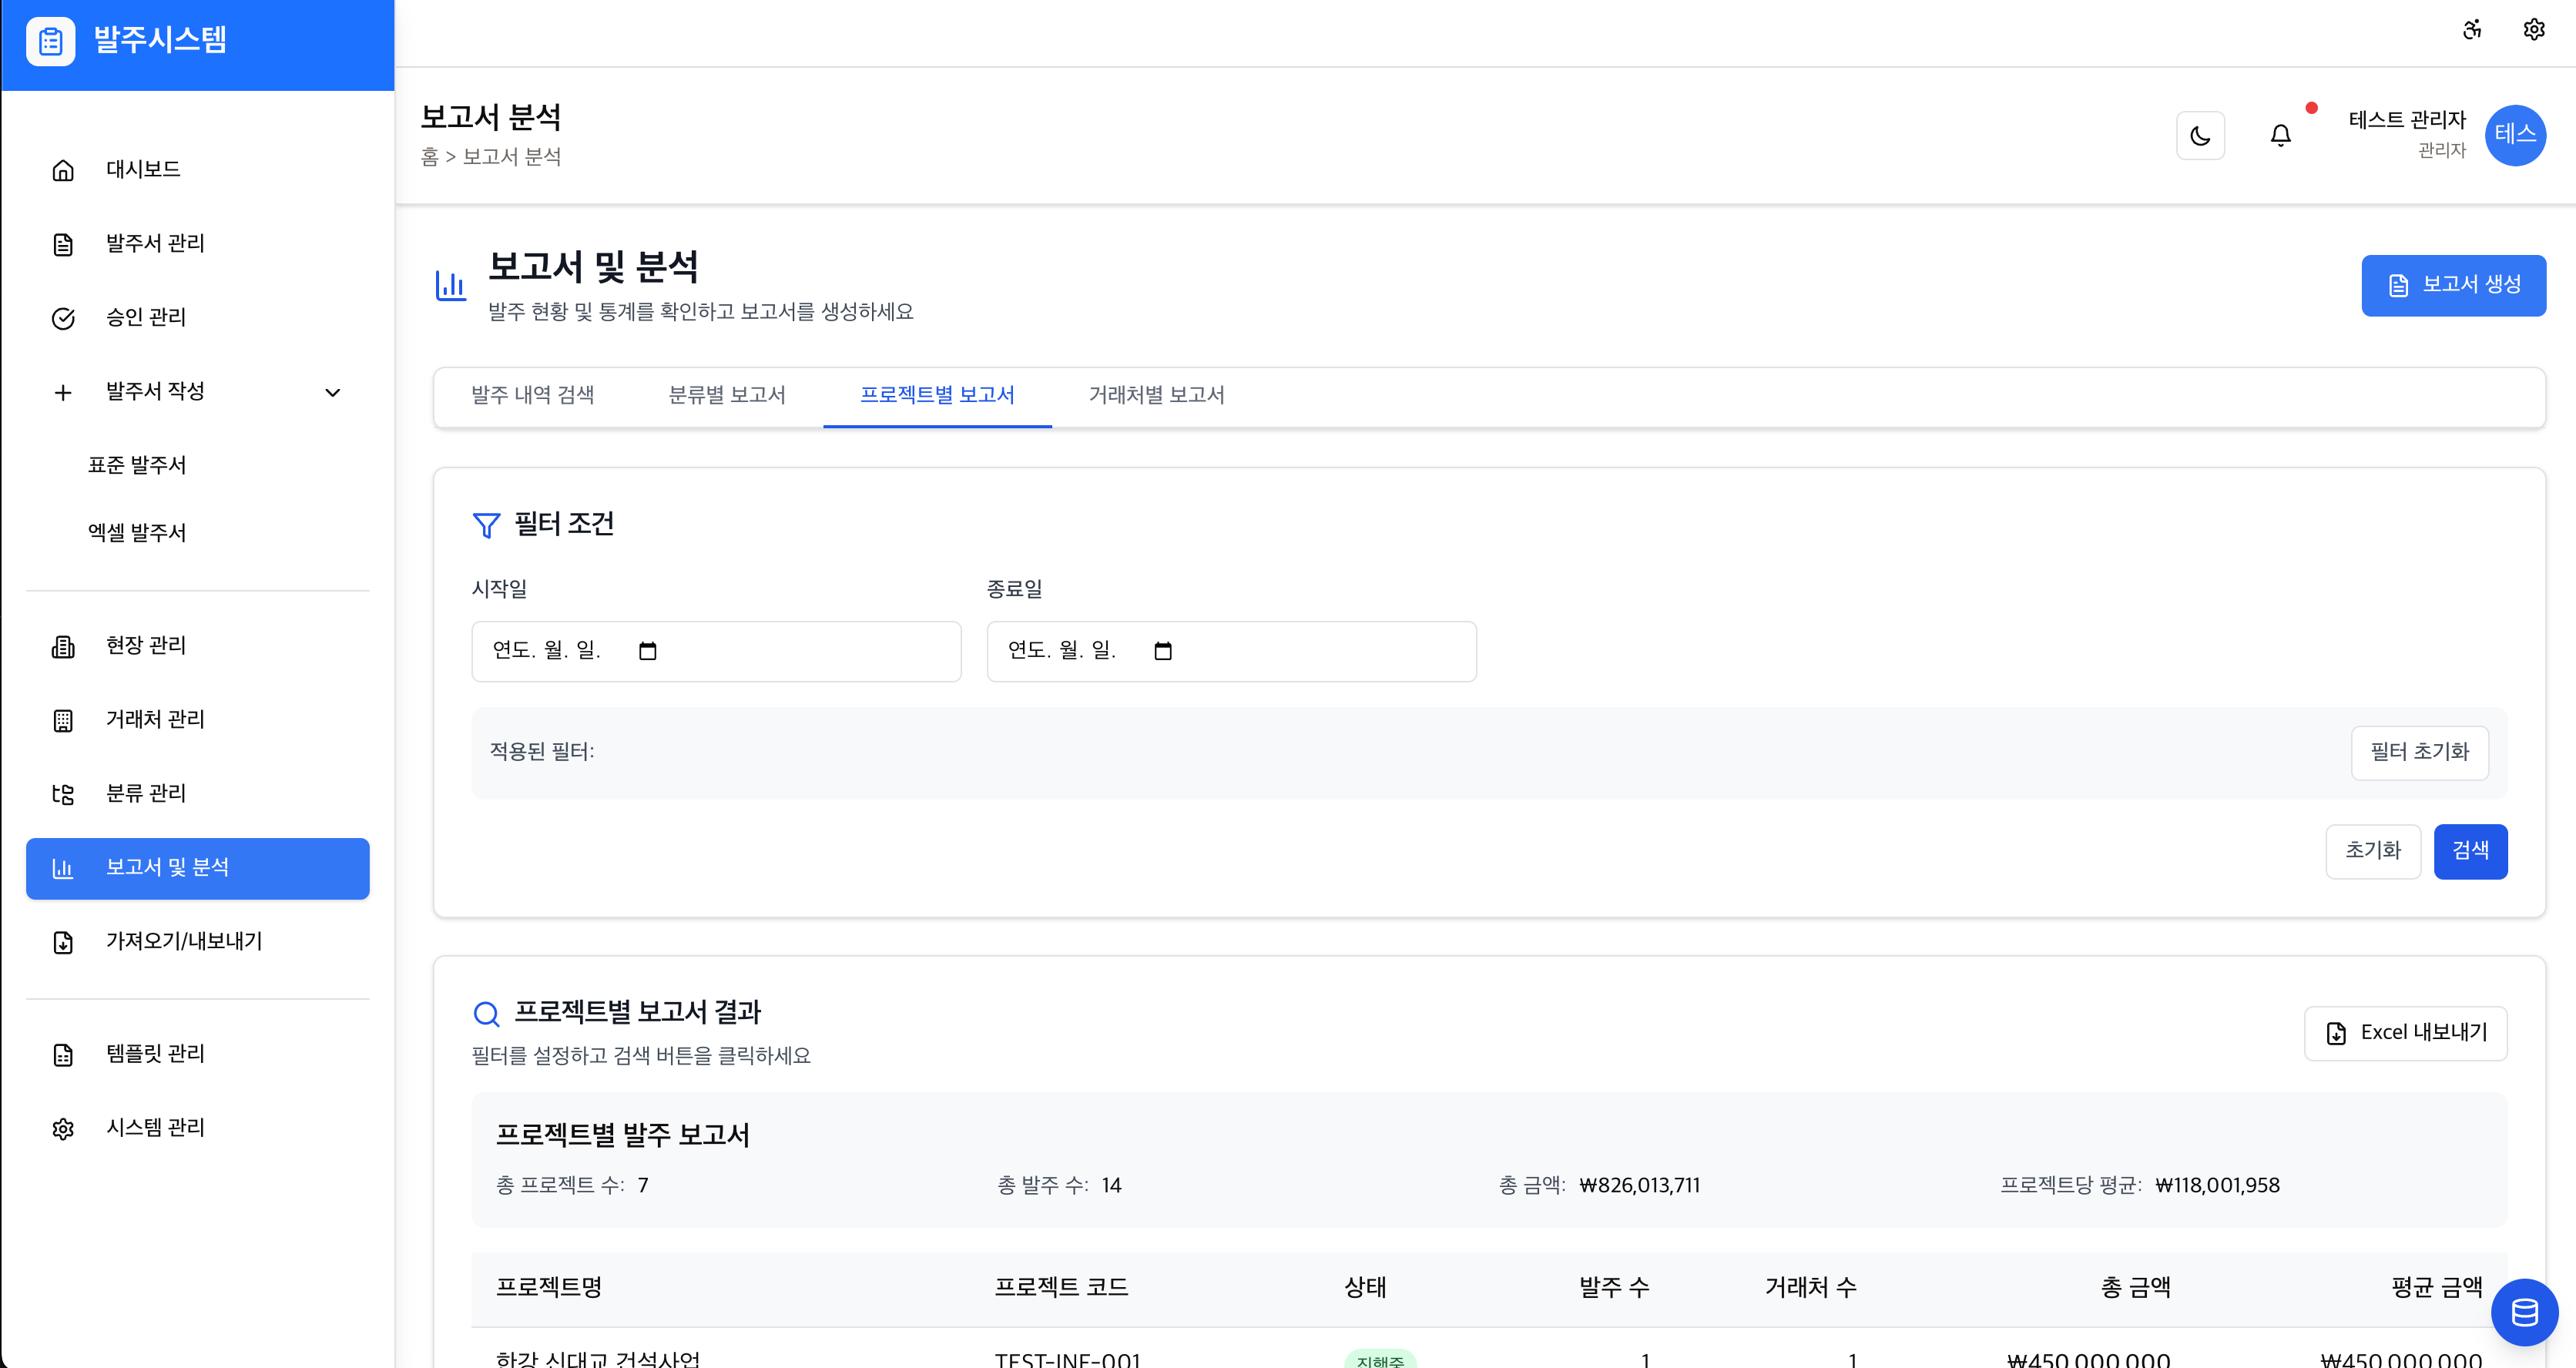 발주시스템
대시보드
발주서 관리
승인 관리
발주서 작성
표준 발주서
엑셀 발주서
현장 관리
거래처 관리
분류 관리
보고서 및 분석
가져오기/내보내기
템플릿 관리
시스템 관리
보고서 분석
홈 > 보고서 분석
테스트 관리자
관리자
테스
보고서 및 분석
발주 현황 및 통계를 확인하고 보고서를 생성하세요
보고서 생성
발주 내역 검색 분류별 보고서 프로젝트별 보고서 거래처별 보고서
필터 조건
시작일 종료일
연도. 월. 일. 연도. 월. 일.
적용된 필터: 필터 초기화
초기화 검색
프로젝트별 보고서 결과
필터를 설정하고 검색 버튼을 클릭하세요
Excel 내보내기
프로젝트별 발주 보고서
총 프로젝트 수: 7 총 발주 수: 14 총 금액: ₩826,013,711 프로젝트당 평균: ₩118,001,958
프로젝트명 프로젝트 코드 상태 발주 수 거래처 수 총 금액 평균 금액
한강 신대교 건설사업 TEST-INF-001 진행중 1 1 ₩450,000,000 ₩450,000,000